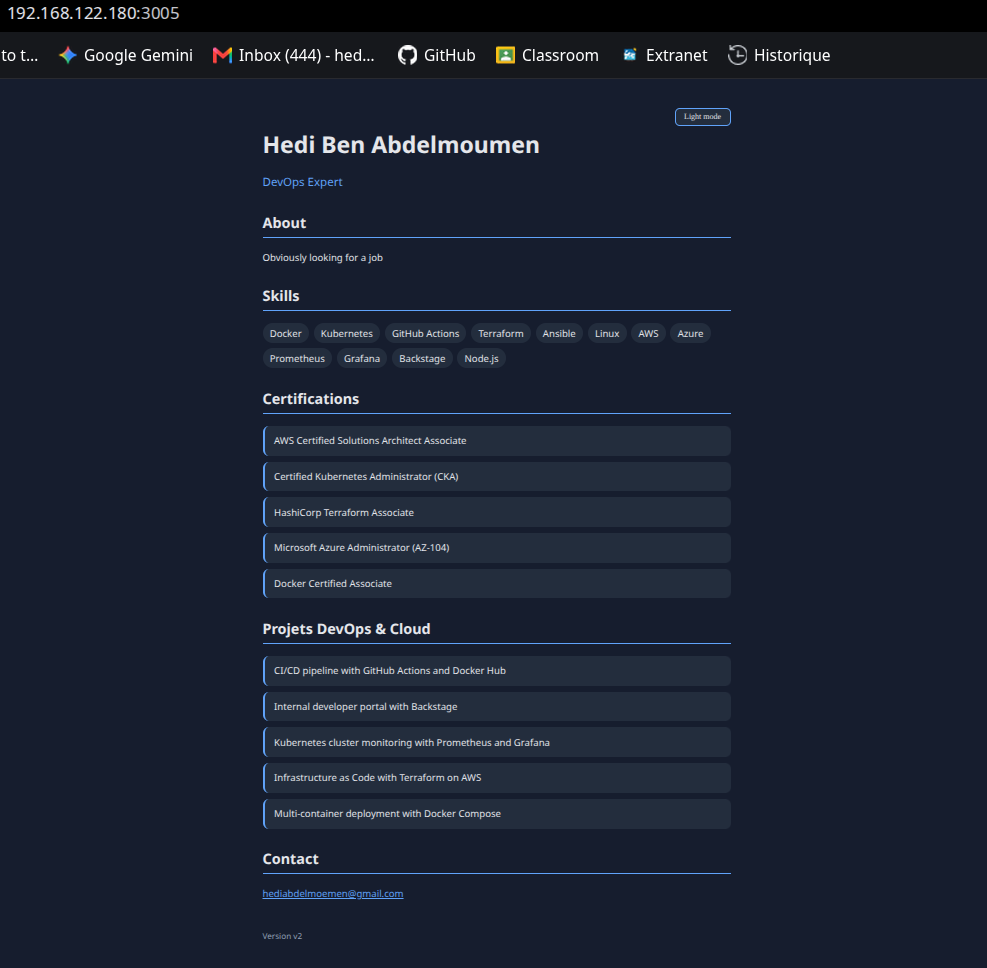 192.168.122.180:3005
to t... Google Gemini Inbox (444) - hed... GitHub Classroom Extranet Historique
Light mode
Hedi Ben Abdelmoumen
DevOps Expert
About
Obviously looking for a job
Skills
Docker Kubernetes GitHub Actions Terraform Ansible Linux AWS Azure
Prometheus Grafana Backstage Node.js
Certifications
AWS Certified Solutions Architect Associate
Certified Kubernetes Administrator (CKA)
HashiCorp Terraform Associate
Microsoft Azure Administrator (AZ-104)
Docker Certified Associate
Projets DevOps & Cloud
CI/CD pipeline with GitHub Actions and Docker Hub
Internal developer portal with Backstage
Kubernetes cluster monitoring with Prometheus and Grafana
Infrastructure as Code with Terraform on AWS
Multi-container deployment with Docker Compose
Contact
hediabdelmoemen@gmail.com
Version v2